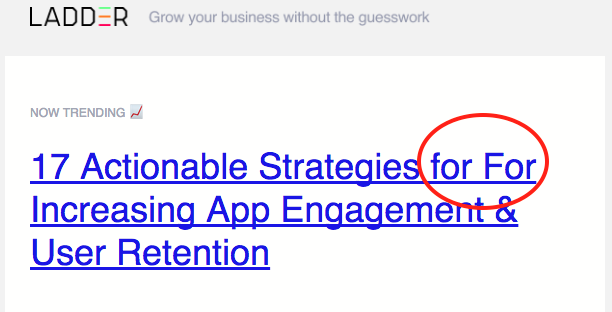 LADDER Grow your business without the guesswork
NOW TRENDING 📈
17 Actionable Strategies for For
Increasing App Engagement &
User Retention